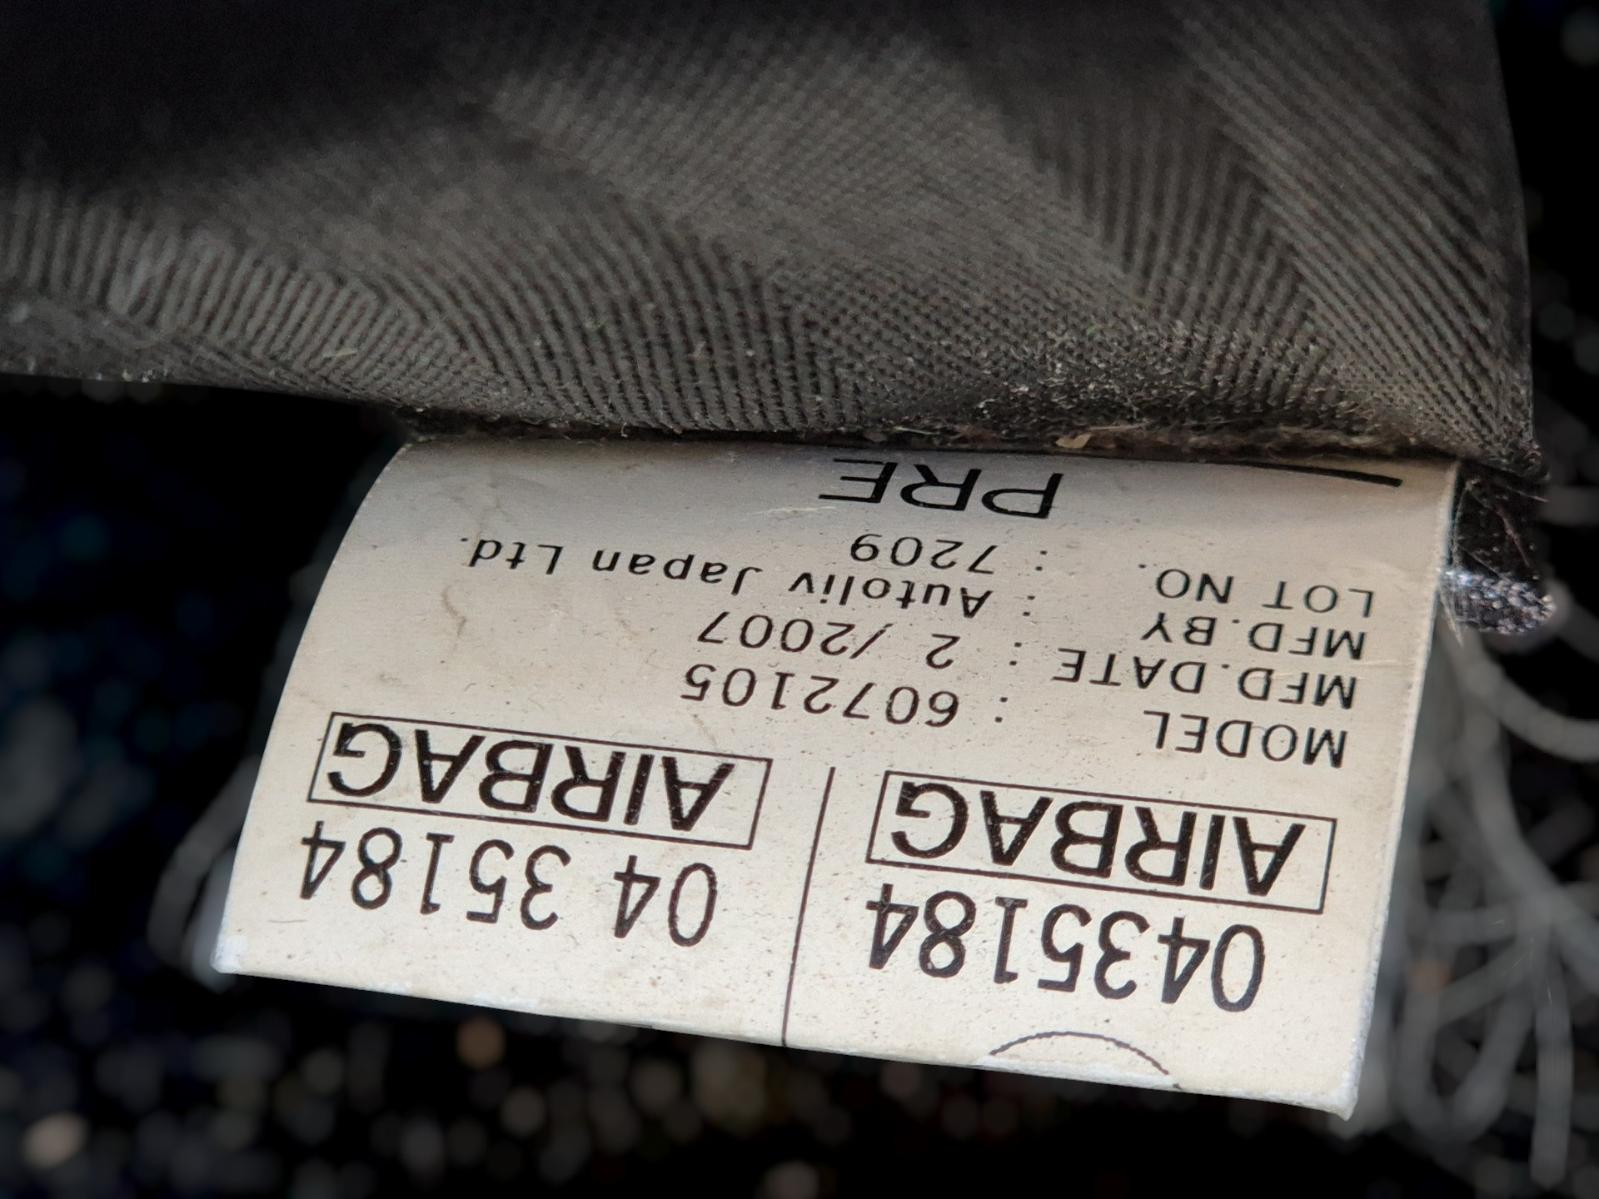 0435184 04 35184
AIRBAG AIRBAG
MODEL : 6072105
MFD.DATE : 2 /2007
MFD.BY : Autoliv Japan Ltd.
LOT NO. : 7209
PRE